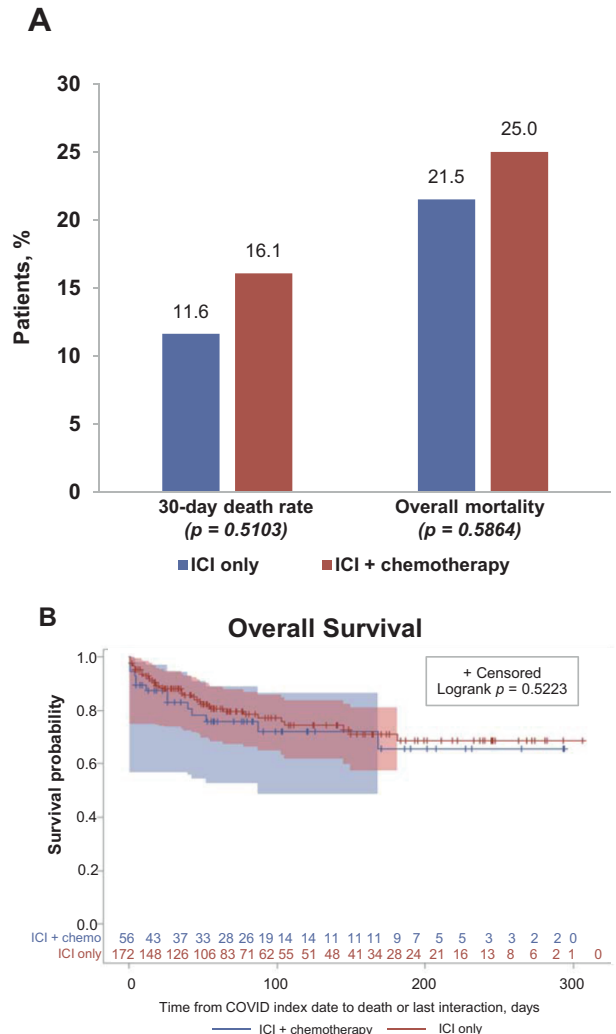 A
Patients, %
30
25
20
15
10
5
0
11.6
16.1
21.5
25.0
30-day death rate
(p = 0.5103)
Overall mortality
(p = 0.5864)
ICI only
ICI + chemotherapy
B
Overall Survival
+ Censored
Logrank p = 0.5223
Survival probability
1.0
0.8
0.6
0.4
0.2
0.0
ICI + chemo 56 43 37 33 28 26 19 14 14 11 11 11 9 7 5 5 3 3 2 2 0
ICI only 172 148 126 106 83 71 62 55 51 48 41 34 28 24 21 16 13 8 6 2 1 0
0 100 200 300
Time from COVID index date to death or last interaction, days
ICI + chemotherapy ICI only